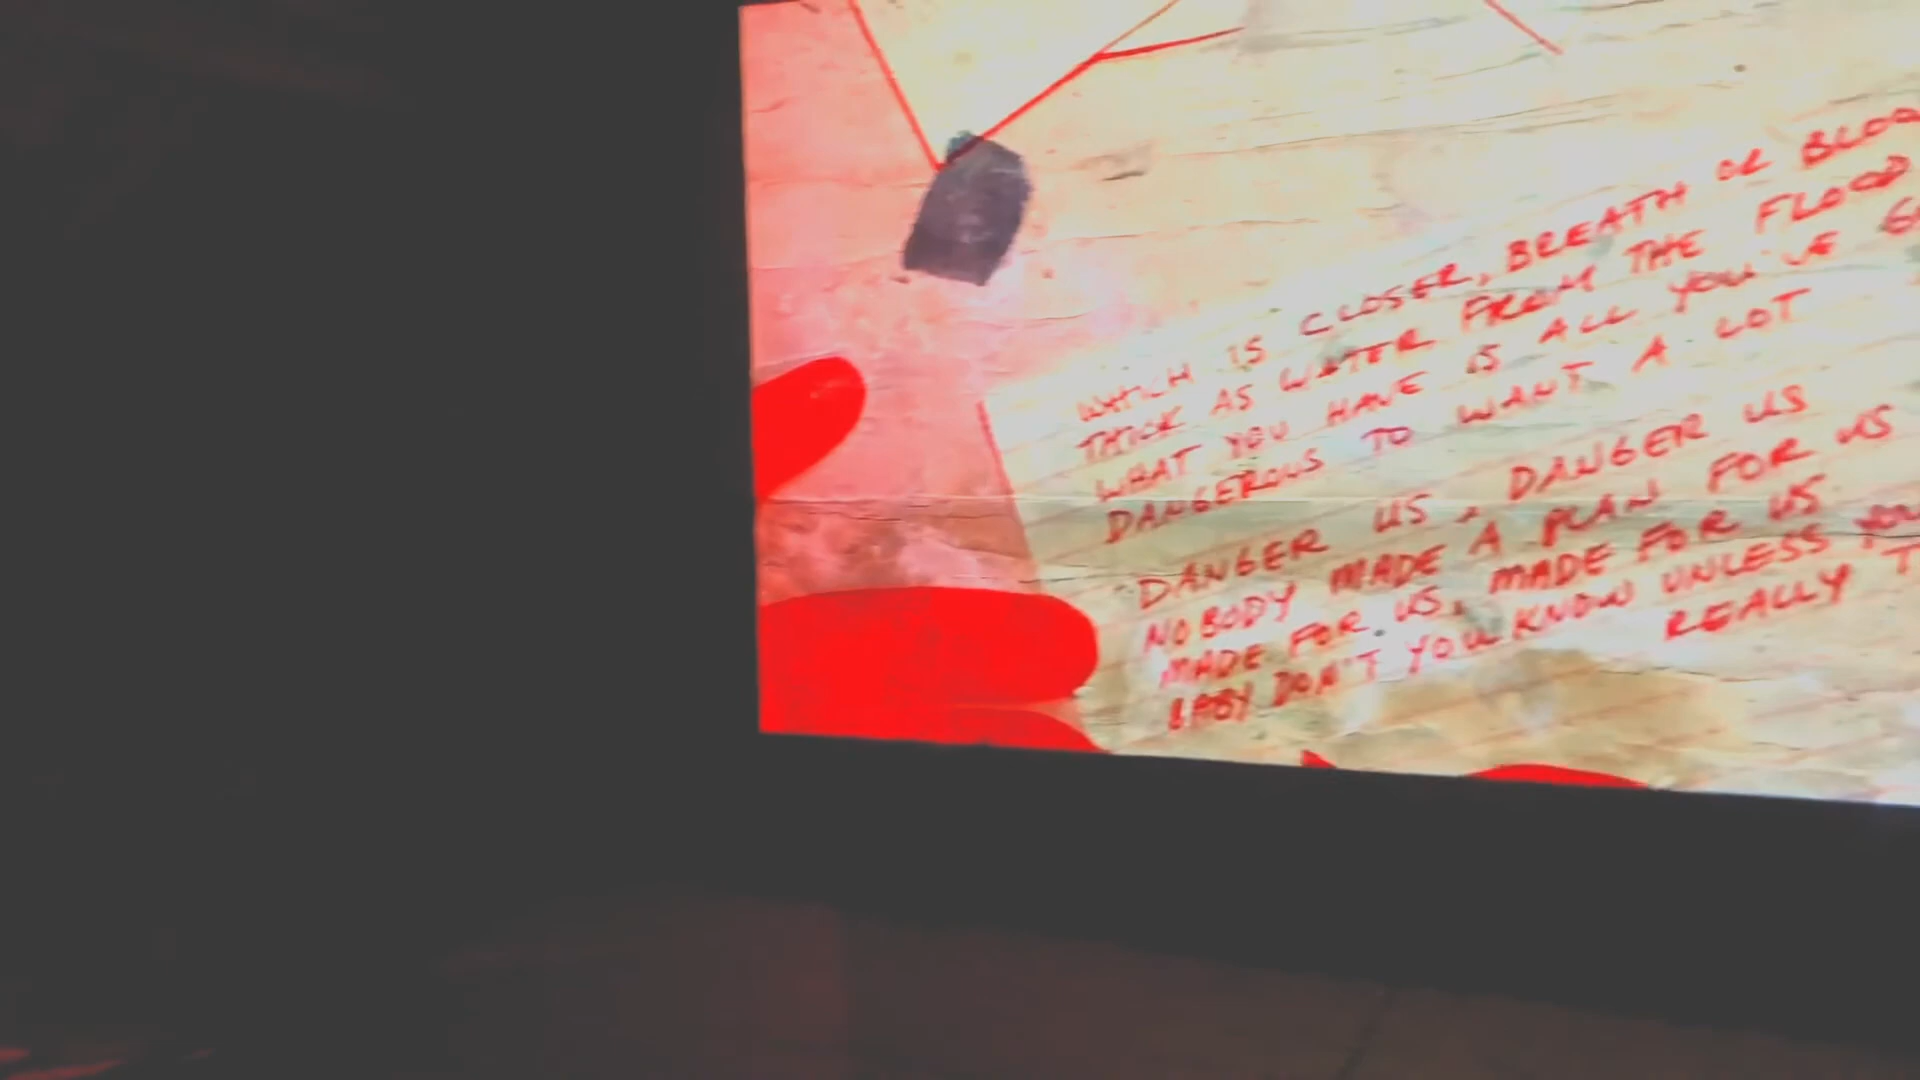 WHICH IS CLOSER, BREATH OR
THICK AS WATER FROM THE FLOOD
WHAT YOU HAVE IS ALL YOU'VE
DANGEROUS TO WANT A LOT
DANGER US, DANGER US
NOBODY MADE A PLAN FOR US
MADE FOR US, MADE FOR US
BABY DON'T YOU KNOW UNLESS
REALLY